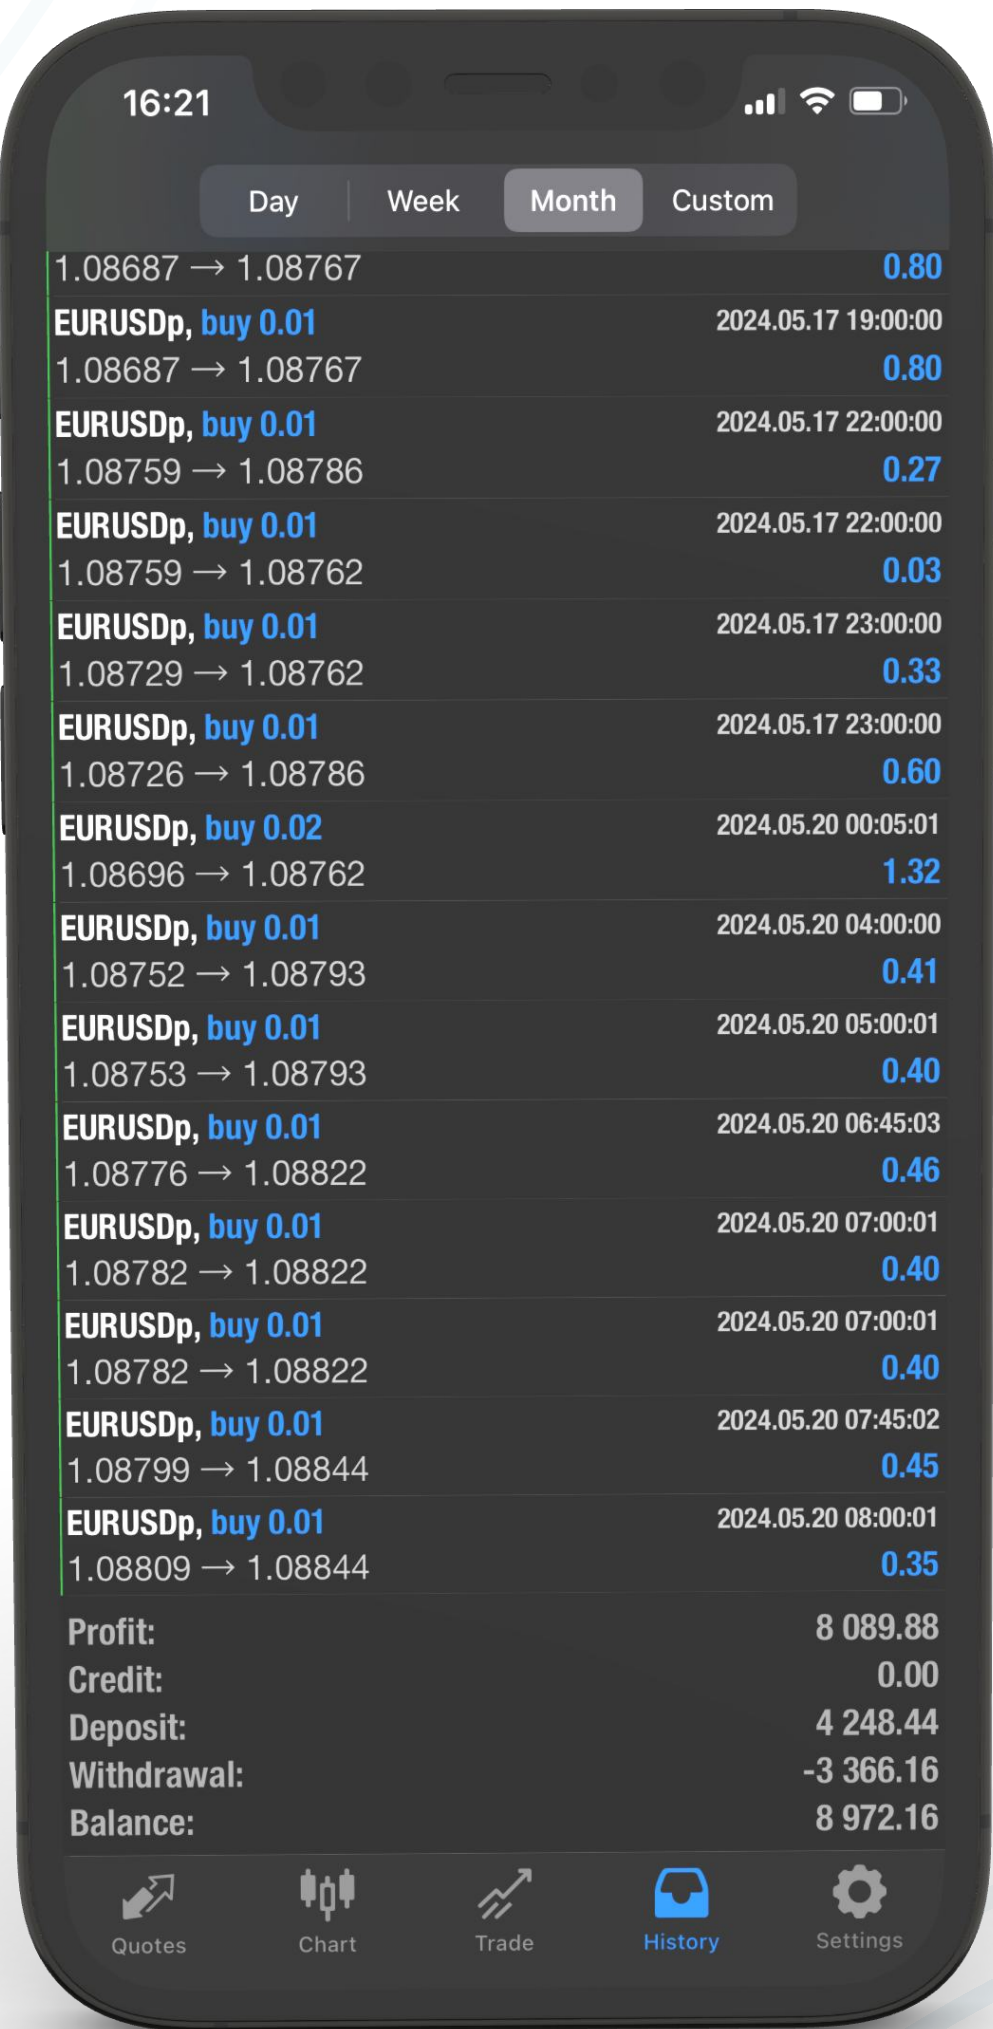 16:21
Day Week Month Custom
1.08687 → 1.08767 0.80
EURUSDp, buy 0.01 2024.05.17 19:00:00
1.08687 → 1.08767 0.80
EURUSDp, buy 0.01 2024.05.17 22:00:00
1.08759 → 1.08786 0.27
EURUSDp, buy 0.01 2024.05.17 22:00:00
1.08759 → 1.08762 0.03
EURUSDp, buy 0.01 2024.05.17 23:00:00
1.08729 → 1.08762 0.33
EURUSDp, buy 0.01 2024.05.17 23:00:00
1.08726 → 1.08786 0.60
EURUSDp, buy 0.02 2024.05.20 00:05:01
1.08696 → 1.08762 1.32
EURUSDp, buy 0.01 2024.05.20 04:00:00
1.08752 → 1.08793 0.41
EURUSDp, buy 0.01 2024.05.20 05:00:01
1.08753 → 1.08793 0.40
EURUSDp, buy 0.01 2024.05.20 06:45:03
1.08776 → 1.08822 0.46
EURUSDp, buy 0.01 2024.05.20 07:00:01
1.08782 → 1.08822 0.40
EURUSDp, buy 0.01 2024.05.20 07:00:01
1.08782 → 1.08822 0.40
EURUSDp, buy 0.01 2024.05.20 07:45:02
1.08799 → 1.08844 0.45
EURUSDp, buy 0.01 2024.05.20 08:00:01
1.08809 → 1.08844 0.35
Profit: 8 089.88
Credit: 0.00
Deposit: 4 248.44
Withdrawal: -3 366.16
Balance: 8 972.16
Quotes Chart Trade History Settings